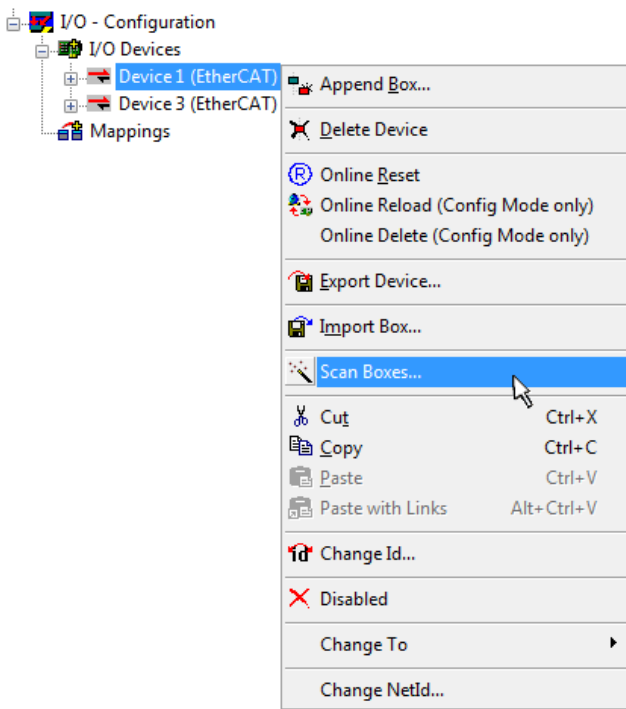 I/O - Configuration
I/O Devices
Device 1 (EtherCAT)
Device 3 (EtherCAT)
Mappings
Append Box...
Delete Device
Online Reset
Online Reload (Config Mode only)
Online Delete (Config Mode only)
Export Device...
Import Box...
Scan Boxes...
Cut Ctrl+X
Copy Ctrl+C
Paste Ctrl+V
Paste with Links Alt+Ctrl+V
Change Id...
Disabled
Change To
Change NetId...